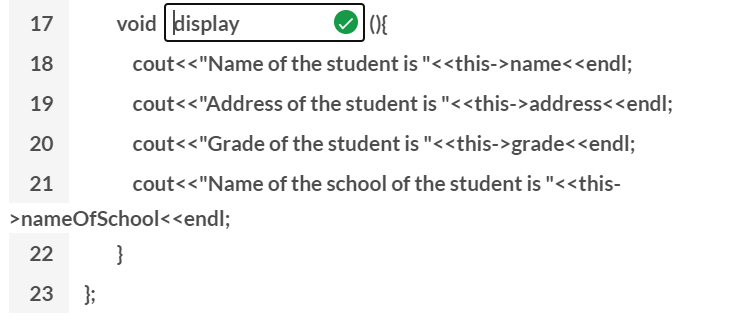 17 void display (){
18 cout<<"Name of the student is "<<this->name<<endl;
19 cout<<"Address of the student is "<<this->address<<endl;
20 cout<<"Grade of the student is "<<this->grade<<endl;
21 cout<<"Name of the school of the student is "<<this-
>nameOfSchool<<endl;
22 }
23 };